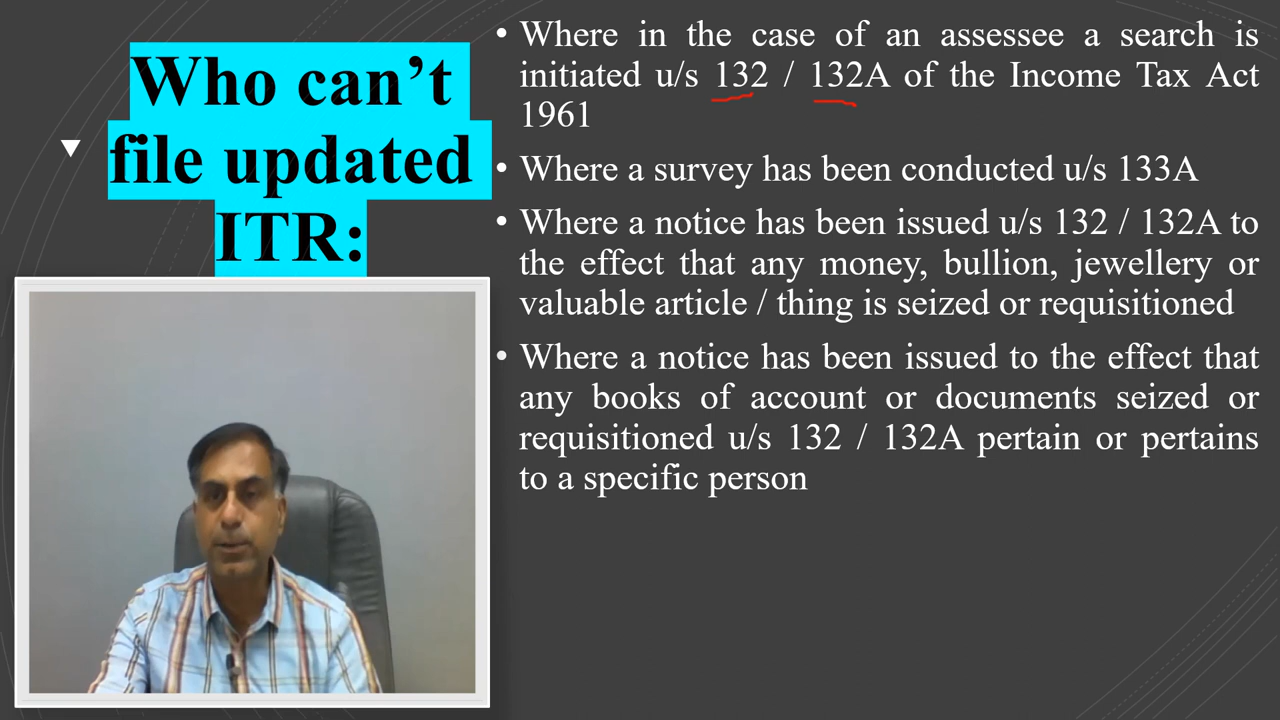 Who can’t
file updated
ITR:
• Where in the case of an assessee a search is
initiated u/s 132 / 132A of the Income Tax Act
1961
• Where a survey has been conducted u/s 133A
• Where a notice has been issued u/s 132 / 132A to
the effect that any money, bullion, jewellery or
valuable article / thing is seized or requisitioned
• Where a notice has been issued to the effect that
any books of account or documents seized or
requisitioned u/s 132 / 132A pertain or pertains
to a specific person